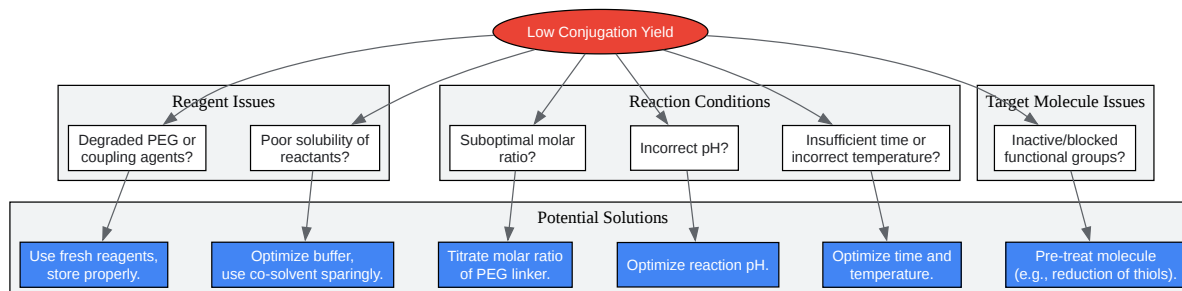 Low Conjugation Yield
Reagent Issues
Reaction Conditions
Target Molecule Issues
Degraded PEG or
coupling agents?
Poor solubility of
reactants?
Suboptimal molar
ratio?
Incorrect pH?
Insufficient time or
incorrect temperature?
Inactive/blocked
functional groups?
Potential Solutions
Use fresh reagents,
store properly.
Optimize buffer,
use co-solvent sparingly.
Titrate molar ratio
of PEG linker.
Optimize reaction pH.
Optimize time and
temperature.
Pre-treat molecule
(e.g., reduction of thiols).